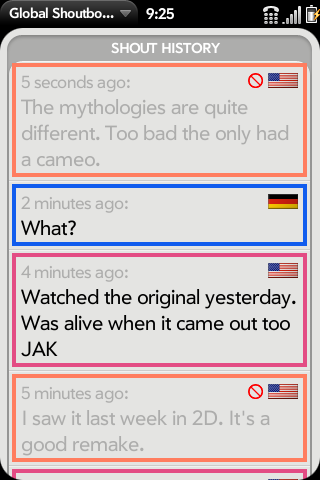 Global Shoutbo...
9:25
SHOUT HISTORY
5 seconds ago:
The mythologies are quite
different. Too bad the only had
a cameo.
2 minutes ago:
What?
4 minutes ago:
Watched the original yesterday.
Was alive when it came out too
JAK
5 minutes ago:
I saw it last week in 2D. It's a
good remake.